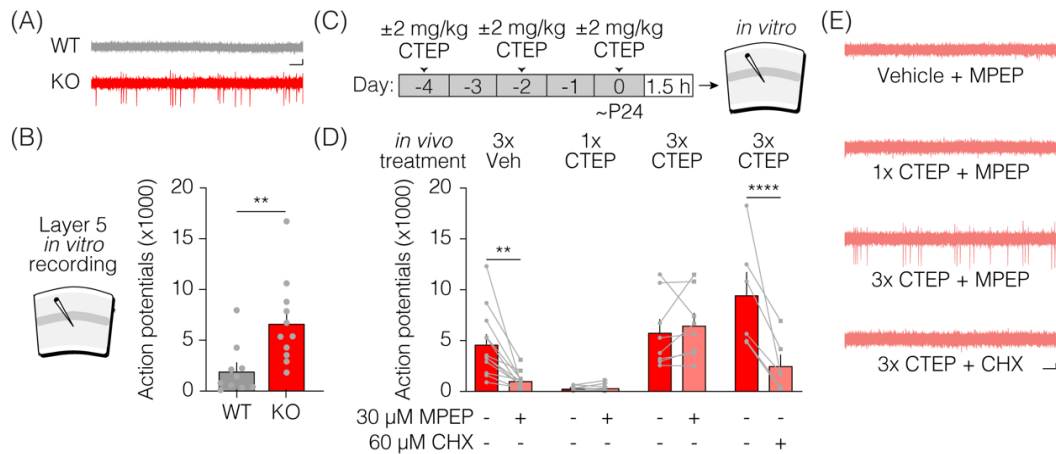 (A)
WT
KO
(B)
Layer 5
in vitro
recording
Action potentials (x1000)
20
15
10
5
0
**
WT KO
(C)
±2 mg/kg ±2 mg/kg ±2 mg/kg
CTEP CTEP CTEP
Day: -4 -3 -2 -1 0 1.5 h
~P24
in vitro
(D)
in vivo 3x 1x 3x 3x
treatment Veh CTEP CTEP CTEP
Action potentials (x1000)
20
15
10
5
0
**
****
30 µM MPEP - + - + - + - -
60 µM CHX - - - - - - - +
(E)
Vehicle + MPEP
1x CTEP + MPEP
3x CTEP + MPEP
3x CTEP + CHX